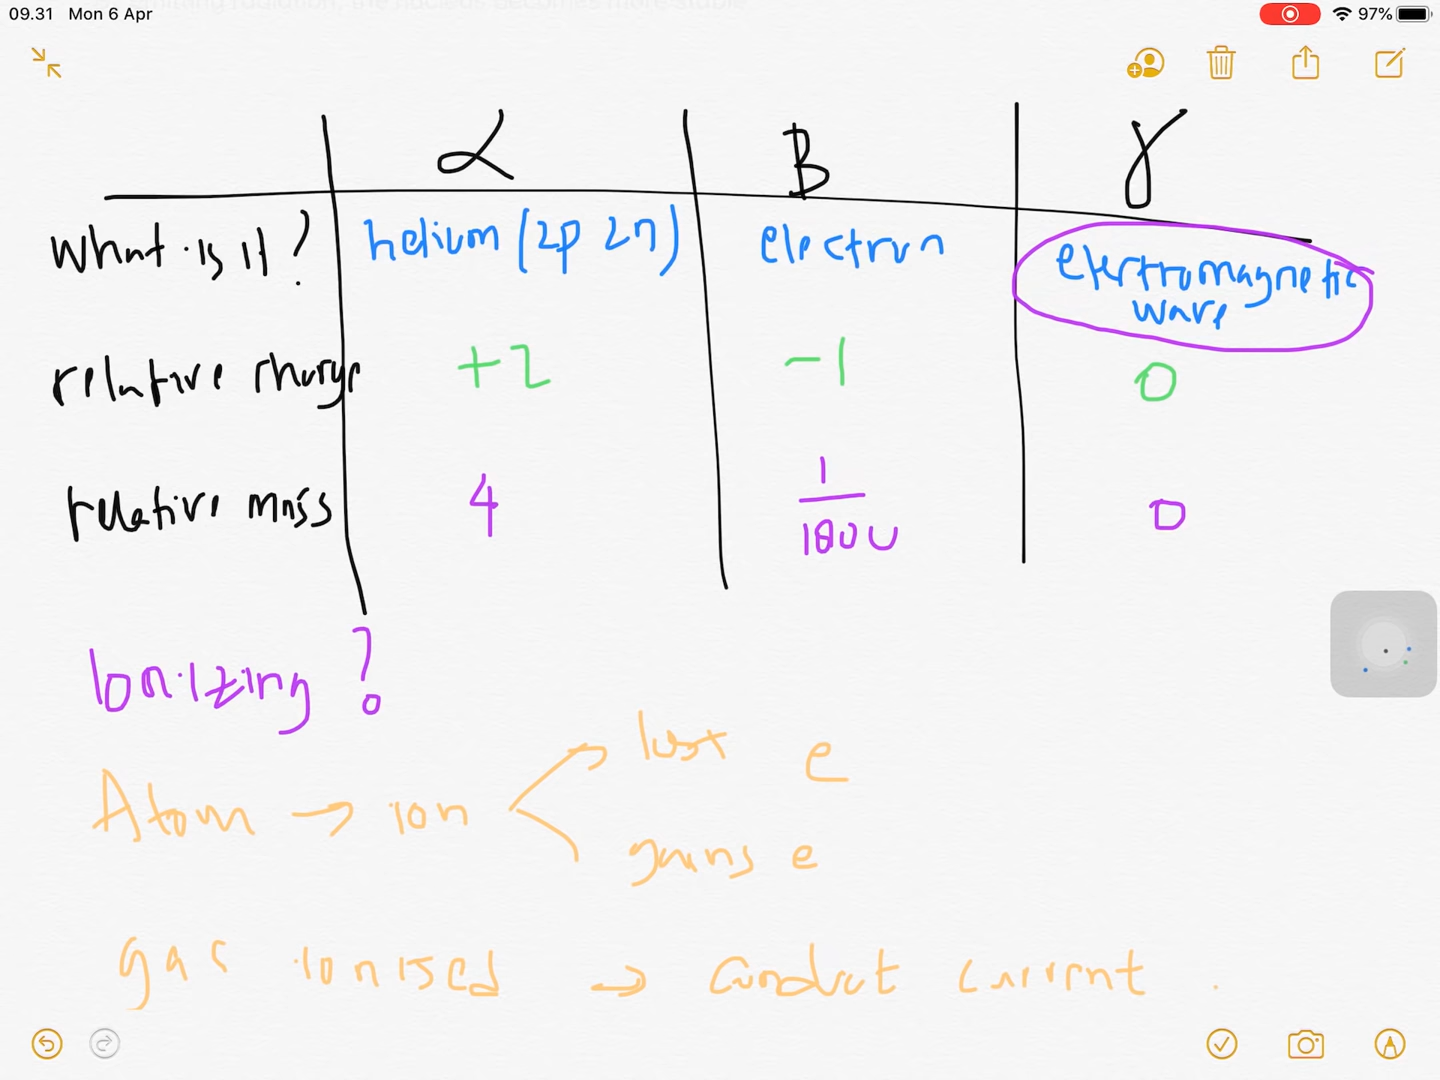 09.31 Mon 6 Apr
97%
α β γ
What is it? helium (2p 2n) electron electromagnetic wave
relative charge +2 -1 0
relative mass 4 1/1800 0
Ionizing?
Atom → ion lost e
gains e
gas ionised → conduct current.